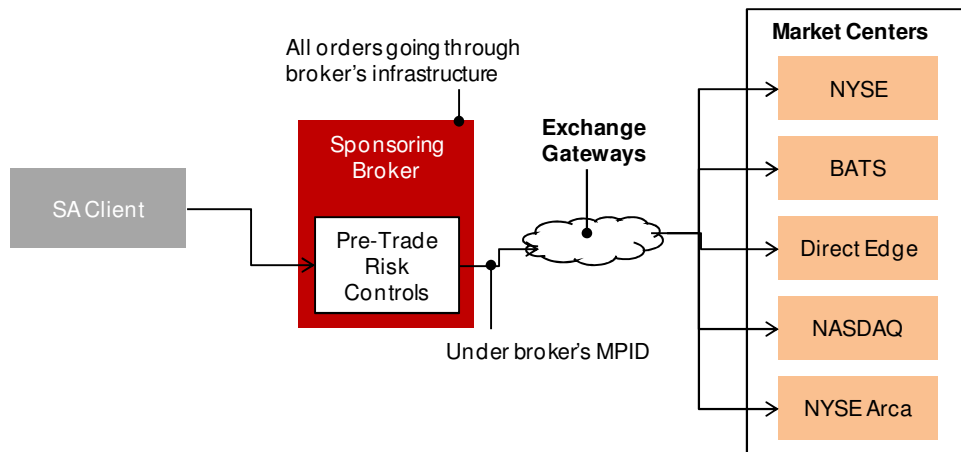 All orders going through
broker's infrastructure
Sponsoring
Broker
SA Client
Pre-Trade
Risk
Controls
Under broker's MPID
Exchange
Gateways
Market Centers
NYSE
BATS
Direct Edge
NASDAQ
NYSE Arca